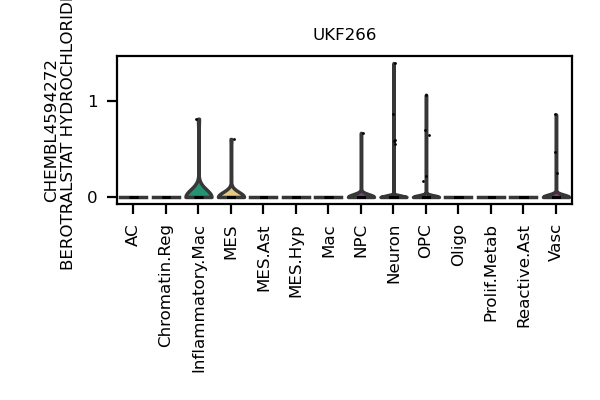 UKF266
CHEMBL4594272
BEROTRALSTAT HYDROCHLORID
1
0
AC
Chromatin.Reg
Inflammatory.Mac
MES
MES.Ast
MES.Hyp
Mac
NPC
Neuron
OPC
Oligo
Prolif.Metab
Reactive.Ast
Vasc